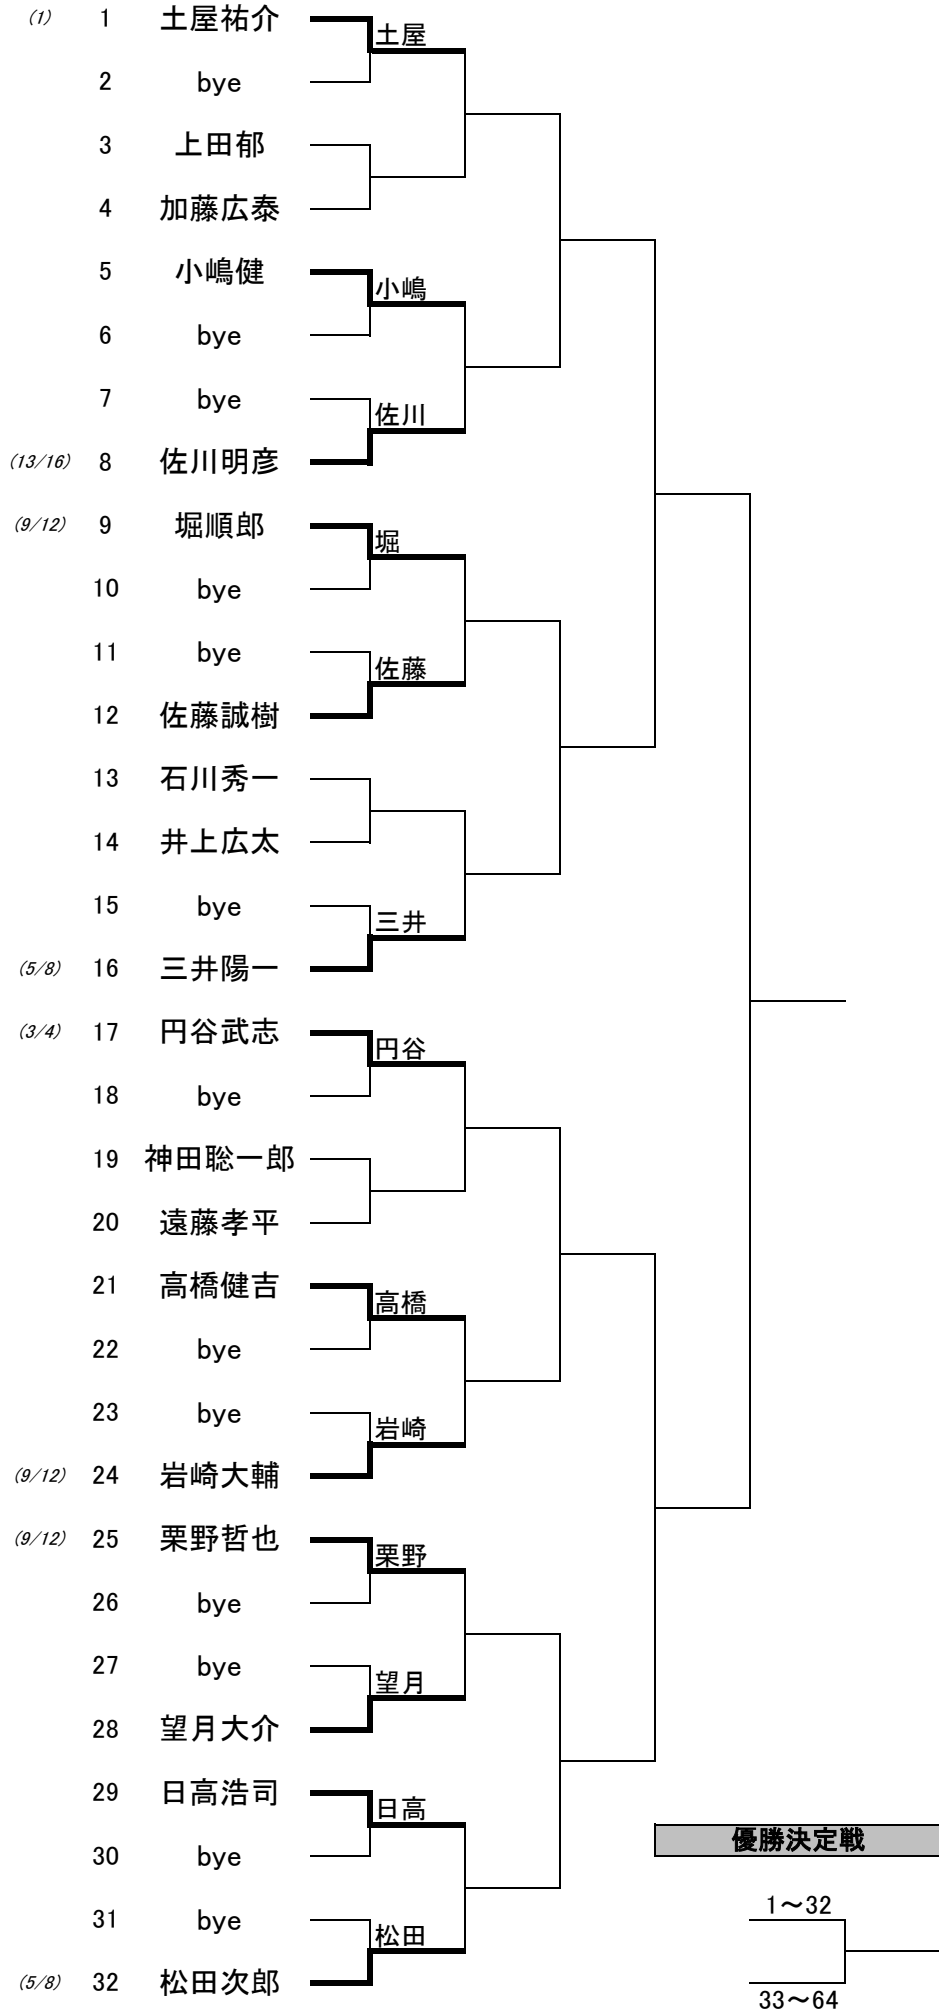 (1) 1 土屋祐介
土屋
2 bye
3 上田郁
4 加藤広泰
5 小嶋健
小嶋
6 bye
7 bye
佐川
(13/16) 8 佐川明彦
(9/12) 9 堀順郎
堀
10 bye
11 bye
佐藤
12 佐藤誠樹
13 石川秀一
14 井上広太
15 bye
三井
(5/8) 16 三井陽一
(3/4) 17 円谷武志
円谷
18 bye
19 神田聡一郎
20 遠藤孝平
21 高橋健吉
高橋
22 bye
23 bye
岩崎
(9/12) 24 岩崎大輔
(9/12) 25 栗野哲也
栗野
26 bye
27 bye
望月
28 望月大介
29 日高浩司
日高
優勝決定戦
30 bye
1～32
31 bye
松田
(5/8) 32 松田次郎
33～64